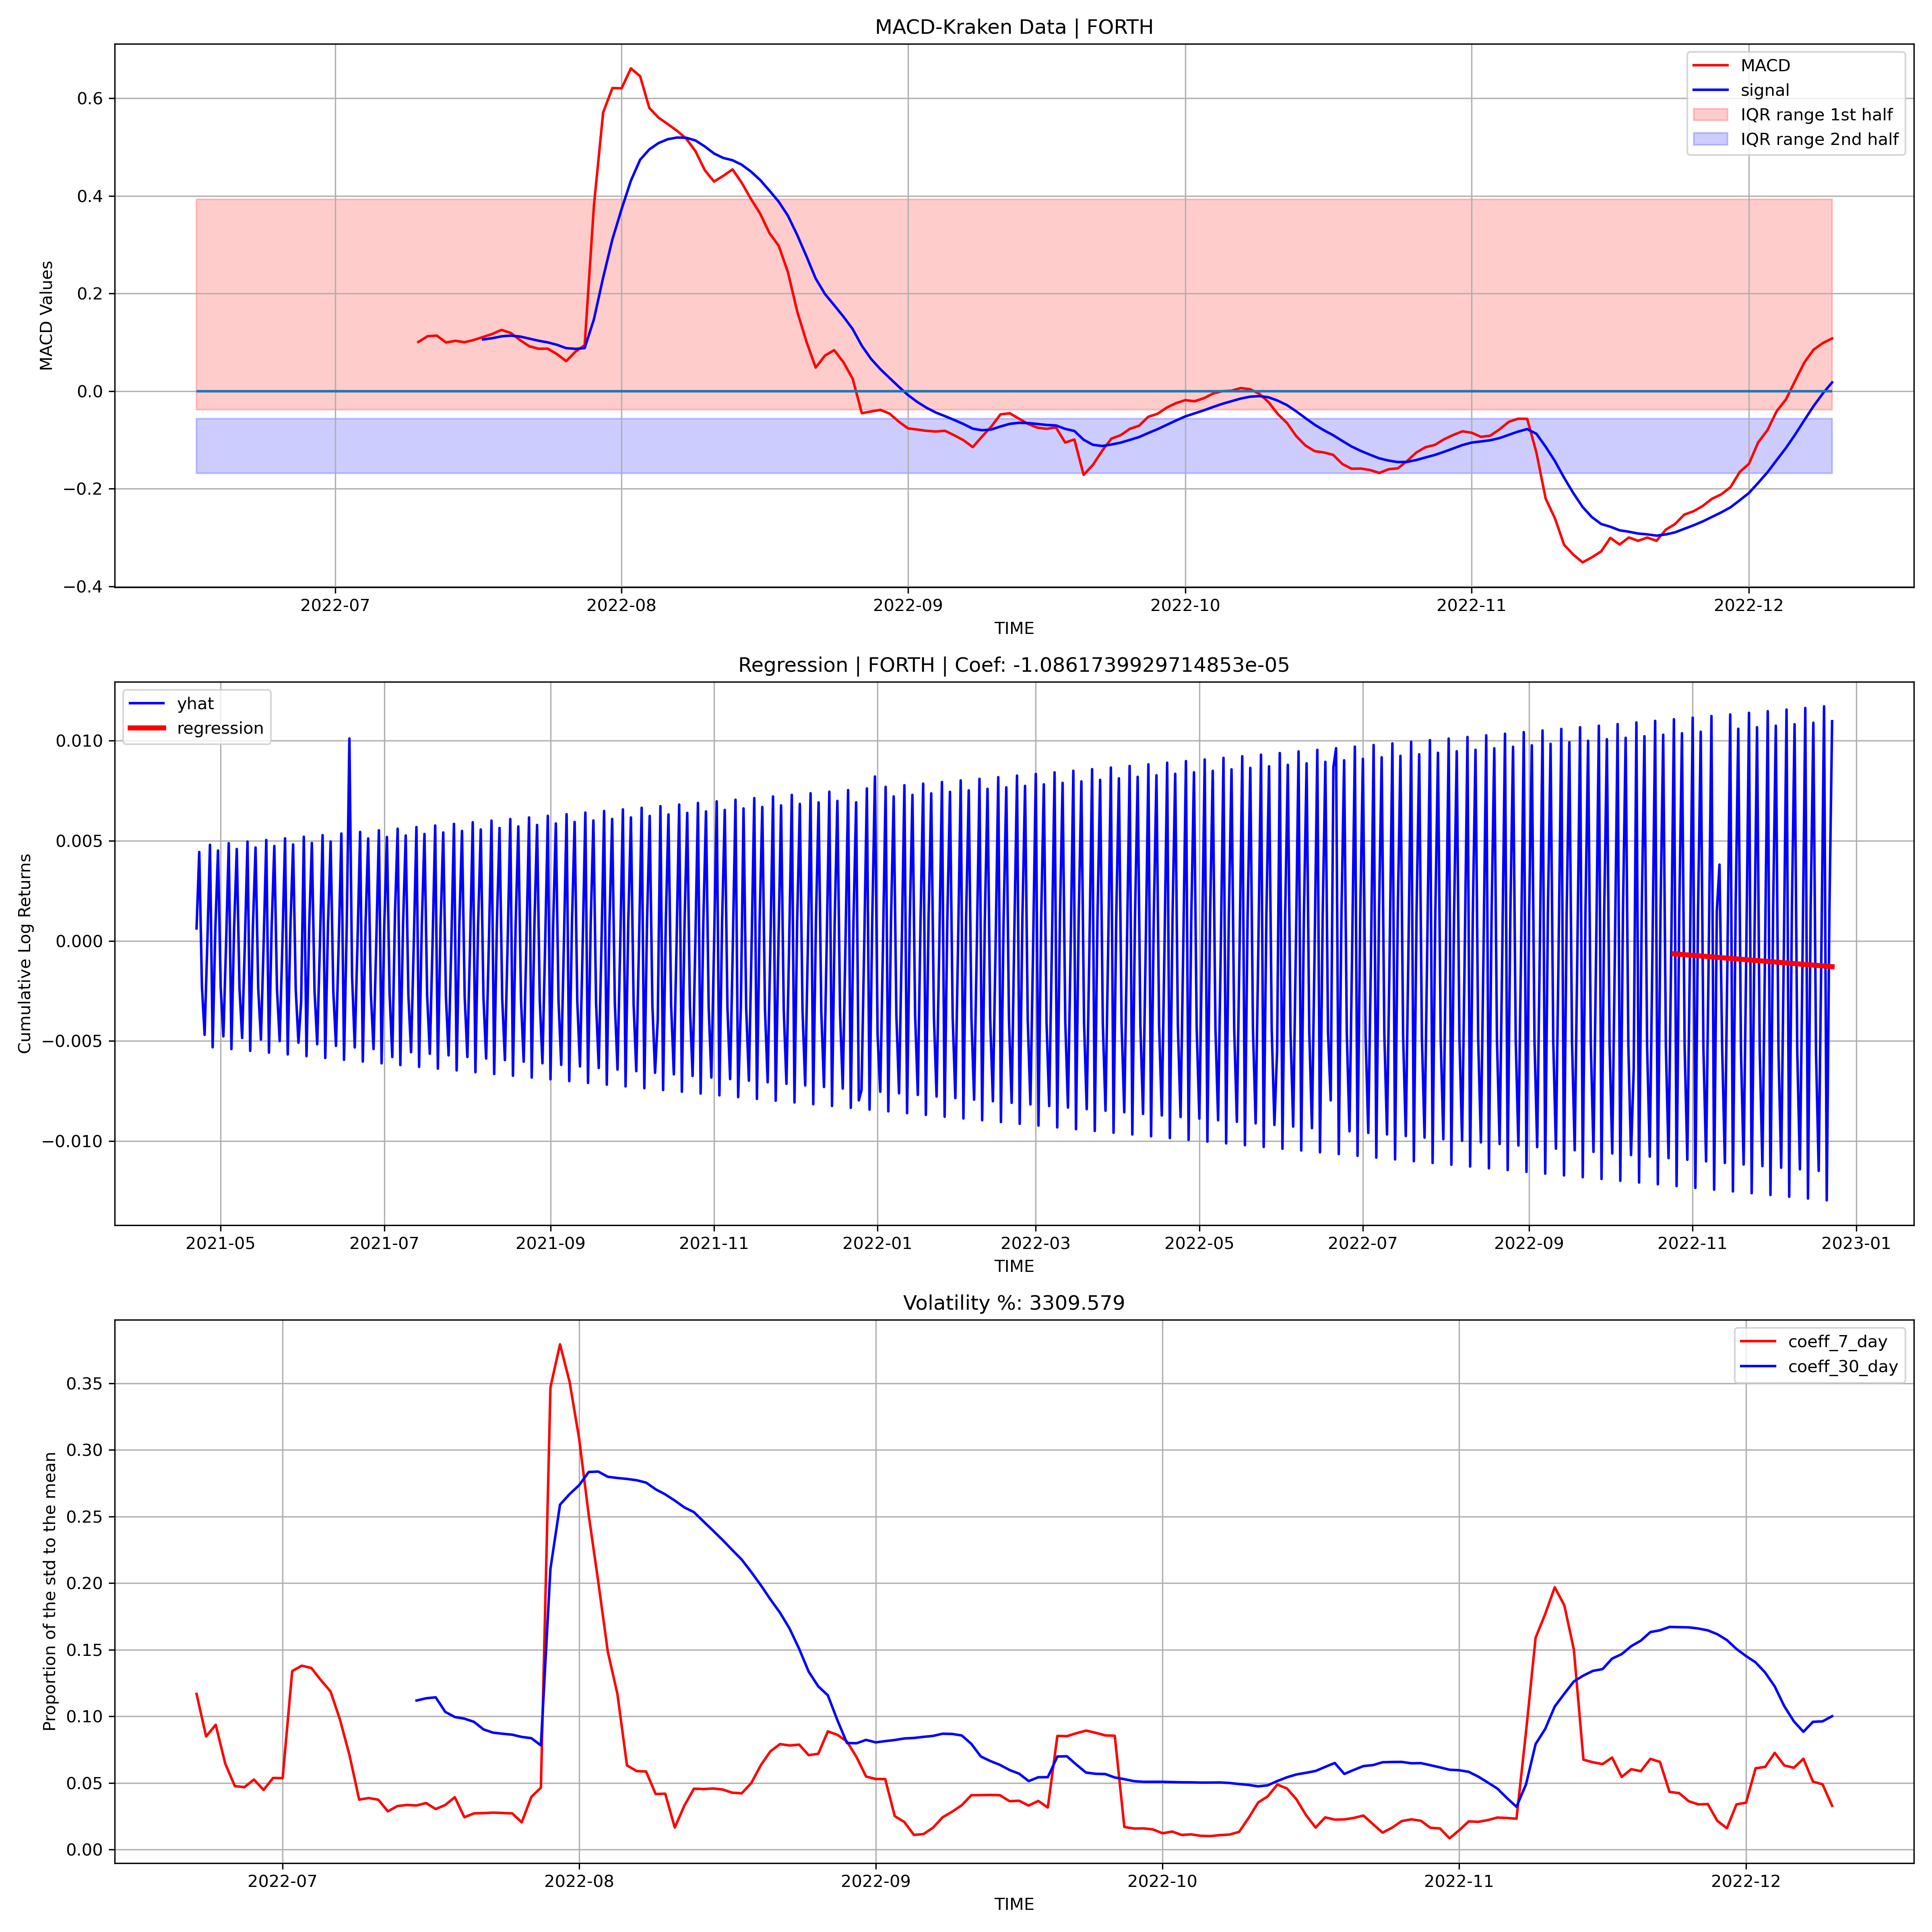 MACD-Kraken Data | FORTH
MACD Values
0.6
0.4
0.2
0.0
−0.2
−0.4
MACD
signal
IQR range 1st half
IQR range 2nd half
2022-07 2022-08 2022-09 2022-10 2022-11 2022-12
TIME
Regression | FORTH | Coef: -1.0861739929714853e-05
Cumulative Log Returns
0.010
0.005
0.000
−0.005
−0.010
yhat
regression
2021-05 2021-07 2021-09 2021-11 2022-01 2022-03 2022-05 2022-07 2022-09 2022-11 2023-01
TIME
Volatility %: 3309.579
Proportion of the std to the mean
0.35
0.30
0.25
0.20
0.15
0.10
0.05
0.00
coeff_7_day
coeff_30_day
2022-07 2022-08 2022-09 2022-10 2022-11 2022-12
TIME